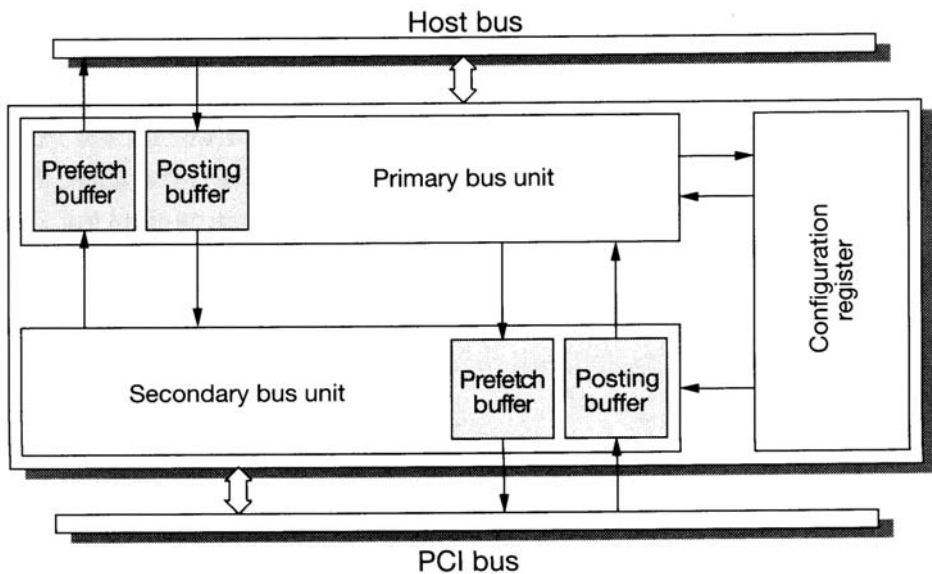 Host bus
Prefetch
buffer
Posting
buffer
Primary bus unit
Configuration
register
Secondary bus unit
Prefetch
buffer
Posting
buffer
PCI bus